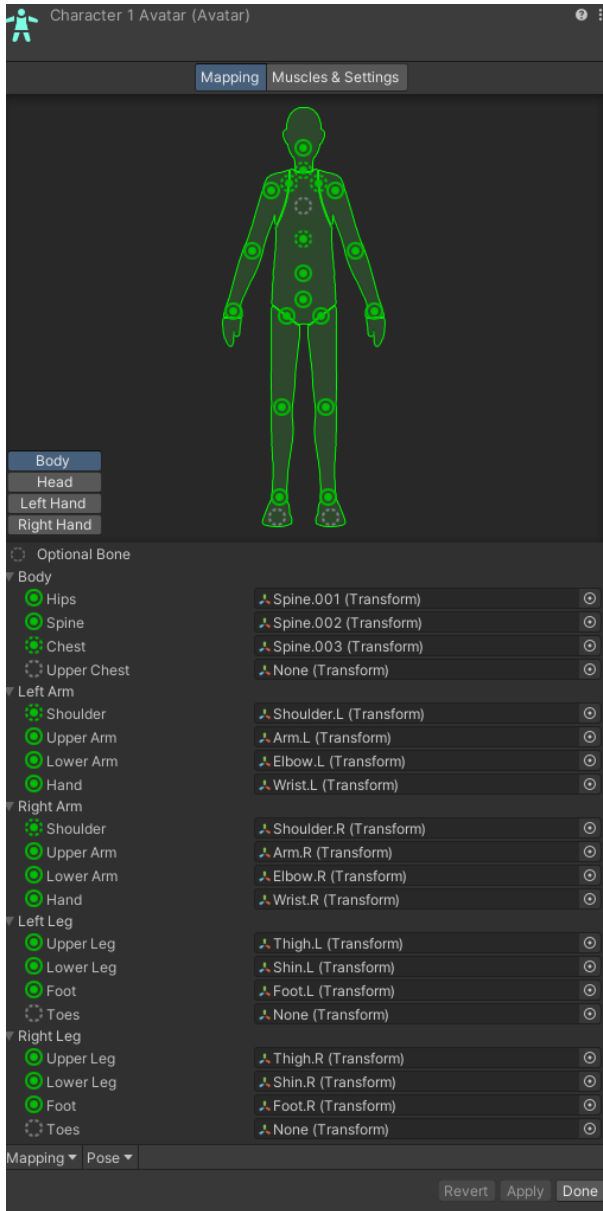 Character 1 Avatar (Avatar)
Mapping Muscles & Settings
Body
Head
Left Hand
Right Hand
Optional Bone
Body
Hips Spine.001 (Transform)
Spine Spine.002 (Transform)
Chest Spine.003 (Transform)
Upper Chest None (Transform)
Left Arm
Shoulder Shoulder.L (Transform)
Upper Arm Arm.L (Transform)
Lower Arm Elbow.L (Transform)
Hand Wrist.L (Transform)
Right Arm
Shoulder Shoulder.R (Transform)
Upper Arm Arm.R (Transform)
Lower Arm Elbow.R (Transform)
Hand Wrist.R (Transform)
Left Leg
Upper Leg Thigh.L (Transform)
Lower Leg Shin.L (Transform)
Foot Foot.L (Transform)
Toes None (Transform)
Right Leg
Upper Leg Thigh.R (Transform)
Lower Leg Shin.R (Transform)
Foot Foot.R (Transform)
Toes None (Transform)
Mapping Pose
Revert Apply Done